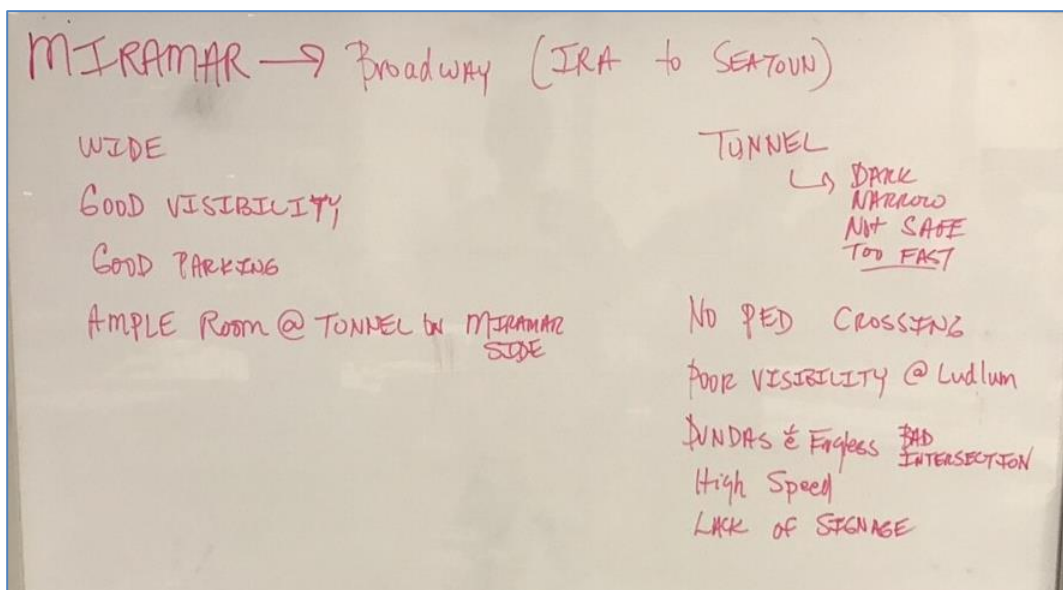 MIRAMAR → Broadway (IRA to SEATOUN)
WIDE
GOOD VISIBILITY
GOOD PARKING
AMPLE Room @ TUNNEL ON MIRAMAR
SIDE
TUNNEL
↳ DARK
NARROW
Not SAFE
Too FAST
No PED CROSSING
POOR VISIBILITY @ Ludlum
DUNDAS & Ferguss BAD
INTERSECTION
High Speed
LACK of SIGNAGE